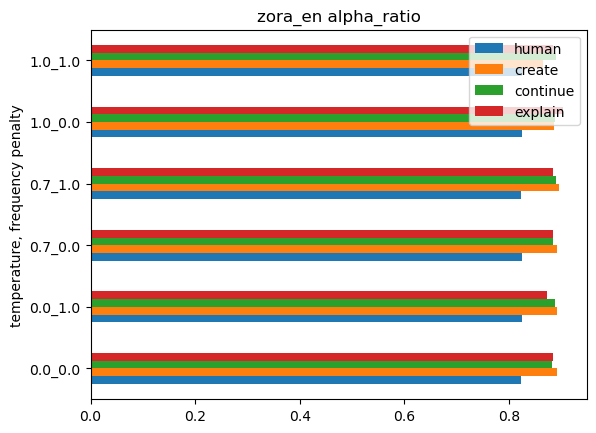 zora_en alpha_ratio
temperature, frequency penalty
1.0_1.0
1.0_0.0
0.7_1.0
0.7_0.0
0.0_1.0
0.0_0.0
human
create
continue
explain
0.0 0.2 0.4 0.6 0.8